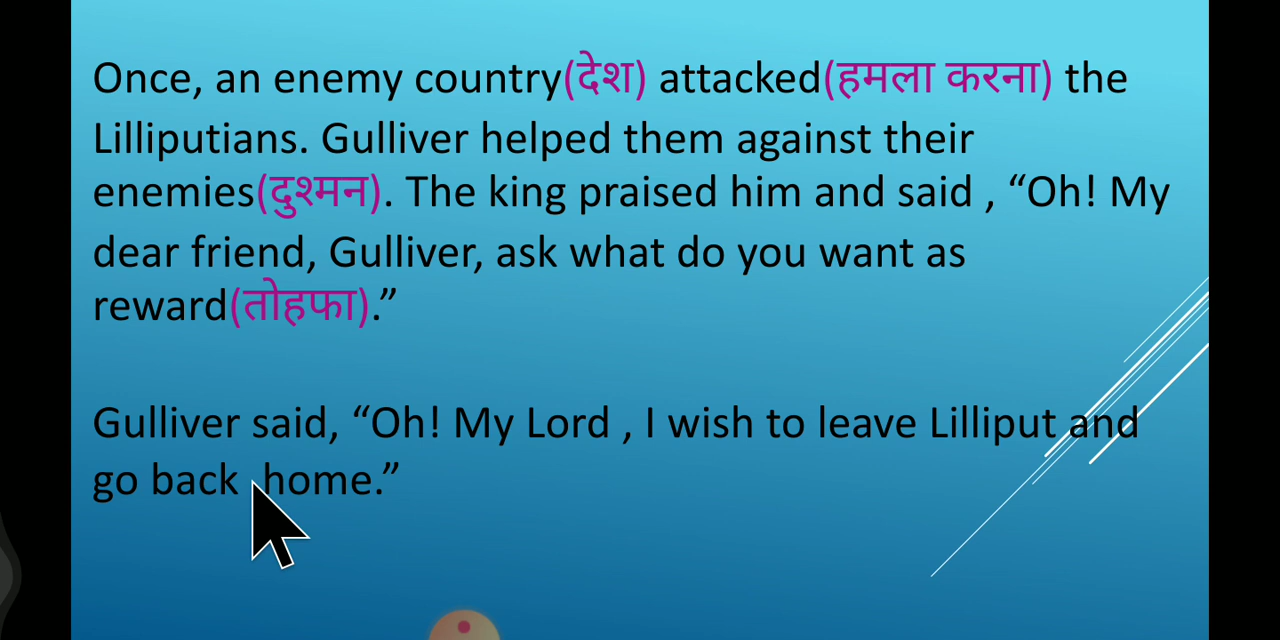 Once, an enemy country(देश) attacked(हमला करना) the
Lilliputians. Gulliver helped them against their
enemies(दुश्मन). The king praised him and said , “Oh! My
dear friend, Gulliver, ask what do you want as
reward(तोहफा).”
Gulliver said, “Oh! My Lord , I wish to leave Lilliput and
go back  home.”